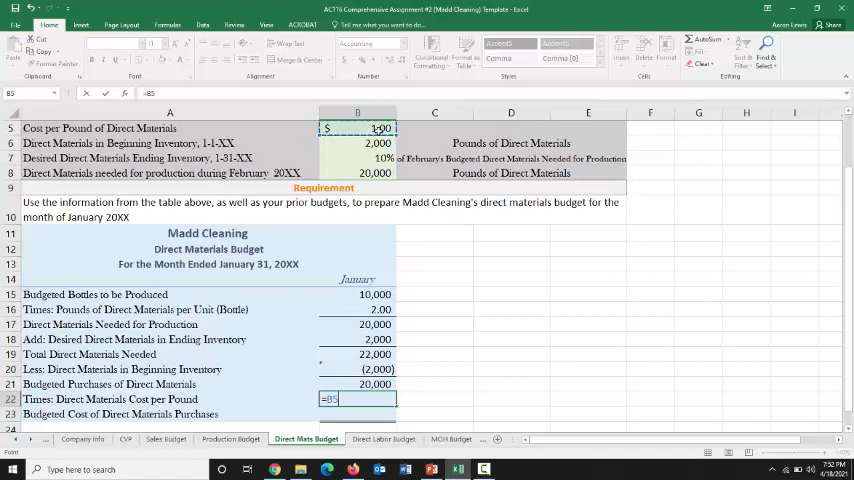 ACTT6 Comprehensive Assignment #2 (Madd Cleaning) Template - Excel
Aaron Lewis
File Home Insert Page Layout Formulas Data Review View ACROBAT Tell me what you want to do... Share
Cut
Copy
Format Painter
Paste
Clipboard
11
B I U
Font
Wrap Text
Merge & Center
Alignment
Accounting
$ % ,
Number
Conditional Formatting
Format as Table
Accent5 Accent6
Comma Comma [0]
Styles
Insert Delete Format
Cells
AutoSum
Fill
Clear
Sort & Filter
Find & Select
Editing
B5 =B5
A B C D E F G H I
5 Cost per Pound of Direct Materials $ 1.00
6 Direct Materials in Beginning Inventory, 1-1-XX 2,000 Pounds of Direct Materials
7 Desired Direct Materials Ending Inventory, 1-31-XX 10% of February's Budgeted Direct Materials Needed for Production
8 Direct Materials needed for production during February 20XX 20,000 Pounds of Direct Materials
9 Requirement
Use the information from the table above, as well as your prior budgets, to prepare Madd Cleaning's direct materials budget for the
10 month of January 20XX
11 Madd Cleaning
12 Direct Materials Budget
13 For the Month Ended January 31, 20XX
14 January
15 Budgeted Bottles to be Produced 10,000
16 Times: Pounds of Direct Materials per Unit (Bottle) 2.00
17 Direct Materials Needed for Production 20,000
18 Add: Desired Direct Materials in Ending Inventory 2,000
19 Total Direct Materials Needed 22,000
20 Less: Direct Materials in Beginning Inventory (2,000)
21 Budgeted Purchases of Direct Materials 20,000
22 Times: Direct Materials Cost per Pound =B5
23 Budgeted Cost of Direct Materials Purchases
Company Info CVP Sales Budget Production Budget Direct Mats Budget Direct Labor Budget MOH Budget ...
Point
Type here to search
7:52 PM
4/18/2021